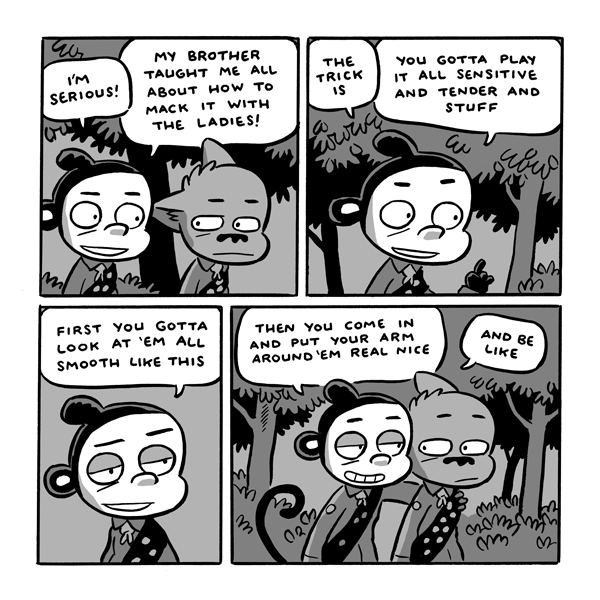 I'M
SERIOUS!
MY BROTHER
TAUGHT ME ALL
ABOUT HOW TO
MACK IT WITH
THE LADIES!
THE
TRICK
IS
YOU GOTTA PLAY
IT ALL SENSITIVE
AND TENDER AND
STUFF
FIRST YOU GOTTA
LOOK AT 'EM ALL
SMOOTH LIKE THIS
THEN YOU COME IN
AND PUT YOUR ARM
AROUND 'EM REAL NICE
AND BE
LIKE